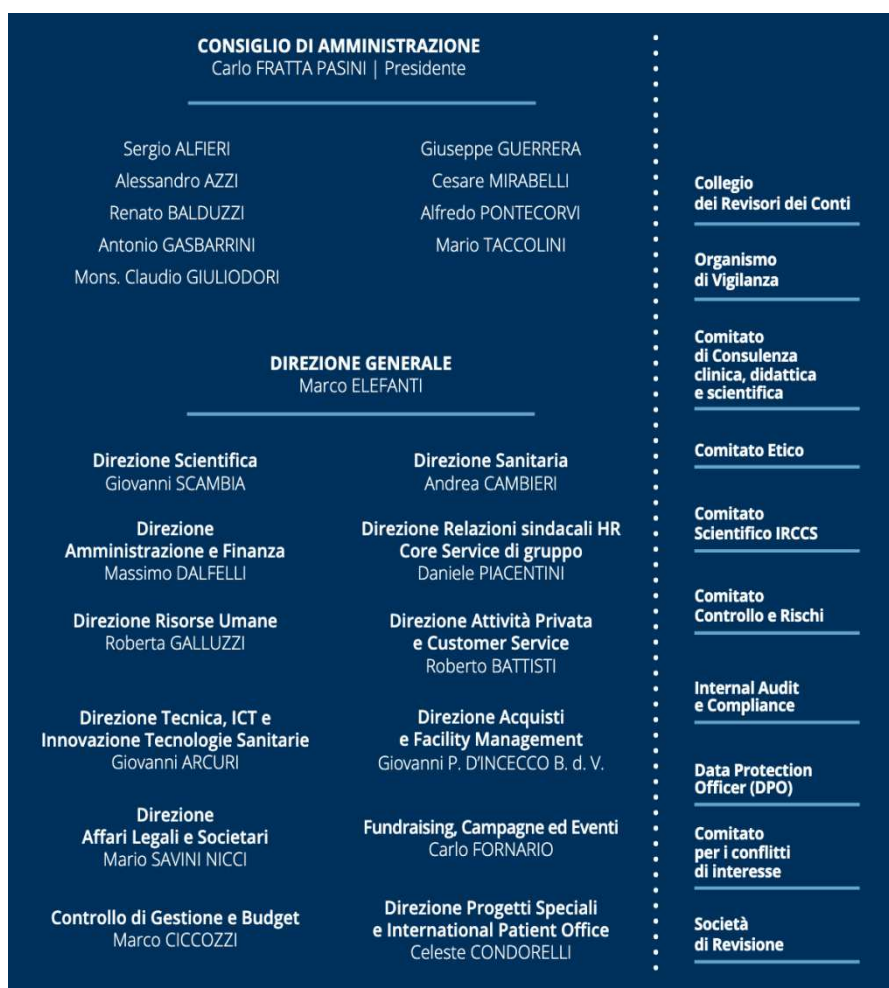 CONSIGLIO DI AMMINISTRAZIONE
Carlo FRATTA PASINI | Presidente
Sergio ALFIERI
Alessandro AZZI
Renato BALDUZZI
Antonio GASBARRINI
Mons. Claudio GIULIODORI
Giuseppe GUERRERA
Cesare MIRABELLI
Alfredo PONTECORVI
Mario TACCOLINI
DIREZIONE GENERALE
Marco ELEFANTI
Direzione Scientifica
Giovanni SCAMBIA
Direzione Sanitaria
Andrea CAMBIERI
Direzione
Amministrazione e Finanza
Massimo DALFELLI
Direzione Relazioni sindacali HR
Core Service di gruppo
Daniele PIACENTINI
Direzione Risorse Umane
Roberta GALLUZZI
Direzione Attività Privata
e Customer Service
Roberto BATTISTI
Direzione Tecnica, ICT e
Innovazione Tecnologie Sanitarie
Giovanni ARCURI
Direzione Acquisti
e Facility Management
Giovanni P. D'INCECCO B. d. V.
Direzione
Affari Legali e Societari
Mario SAVINI NICCI
Fundraising, Campagne ed Eventi
Carlo FORNARIO
Controllo di Gestione e Budget
Marco CICCOZZI
Direzione Progetti Speciali
e International Patient Office
Celeste CONDORELLI
Collegio
dei Revisori dei Conti
Organismo
di Vigilanza
Comitato
di Consulenza
clinica, didattica
e scientifica
Comitato Etico
Comitato
Scientifico IRCCS
Comitato
Controllo e Rischi
Internal Audit
e Compliance
Data Protection
Officer (DPO)
Comitato
per i conflitti
di interesse
Società
di Revisione